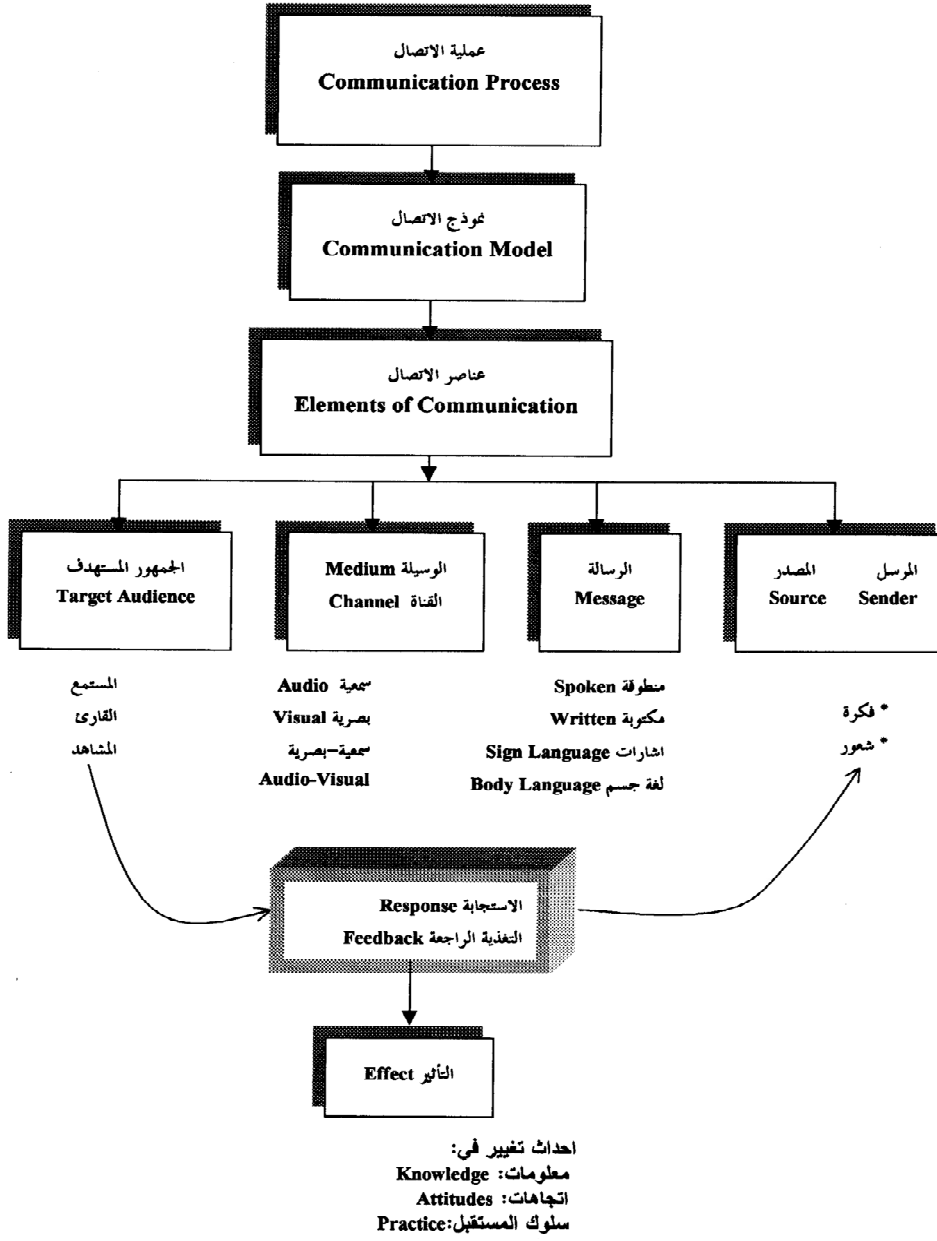 عملية الاتصال
Communication Process
نموذج الاتصال
Communication Model
عناصر الاتصال
Elements of Communication
المرسل المصدر
Source Sender
الرسالة
Message
الوسيلة Medium
القناة Channel
الجمهور المستهدف
Target Audience
* فكرة
* شعور
منطوقة Spoken
مكتوبة Written
اشارات Sign Language
لغة جسم Body Language
سمعية Audio
بصرية Visual
سمعية-بصرية
Audio-Visual
المستمع
القارئ
المشاهد
الاستجابة Response
التغذية الراجعة Feedback
التأثير Effect
احداث تغيير في:
معلومات: Knowledge
اتجاهات: Attitudes
سلوك المستقبل: Practice